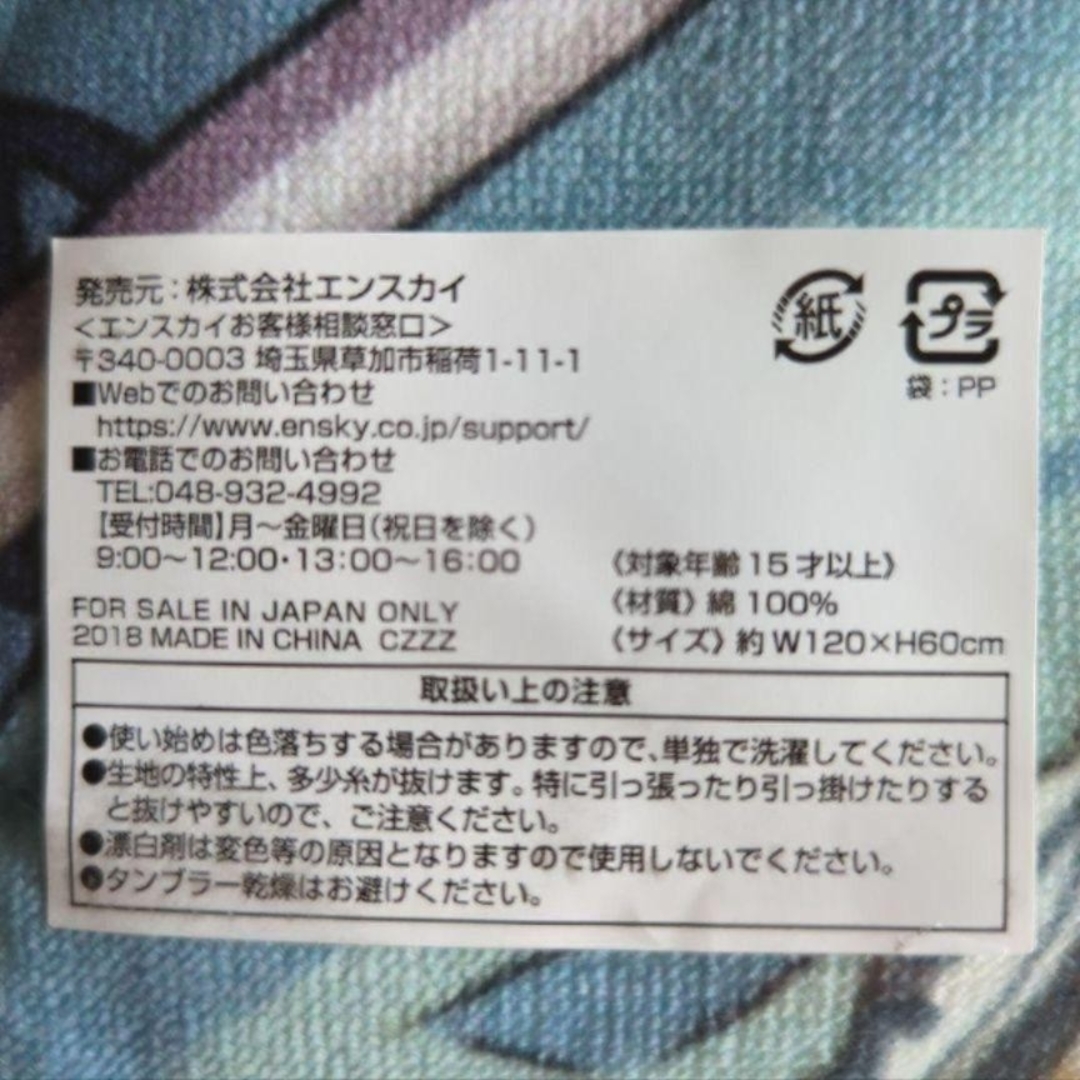 発売元：株式会社エンスカイ
＜エンスカイお客様相談窓口＞
〒340-0003 埼玉県草加市稲荷1-11-1
■Webでのお問い合わせ
https://www.ensky.co.jp/support/
■お電話でのお問い合わせ
TEL:048-932-4992
【受付時間】月～金曜日（祝日を除く）
9:00～12:00・13:00～16:00
FOR SALE IN JAPAN ONLY
2018 MADE IN CHINA CZZZ
紙
プラ
袋：PP
《対象年齢 15 才以上》
《材質》 綿 100%
《サイズ》 約 W120×H60cm
取扱い上の注意
●使い始めは色落ちする場合がありますので、単独で洗濯してください。
●生地の特性上、多少糸が抜けます。特に引っ張ったり引っ掛けたりする
と抜けやすいので、ご注意ください。
●漂白剤は変色等の原因となりますので使用しないでください。
●タンブラー乾燥はお避けください。